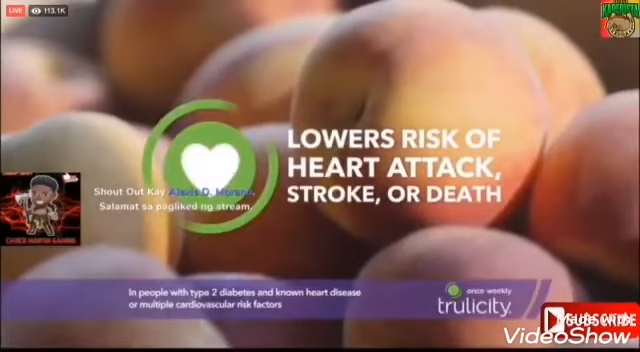 LIVE 113.1K
LOWERS RISK OF
HEART ATTACK,
STROKE, OR DEATH
Shout Out Kay Alexis D. Moreno.
Salamat sa pagliked ng stream.
In people with type 2 diabetes and known heart disease
or multiple cardiovascular risk factors
once weekly
trulicity
SUBSCRIBE
VideoShow